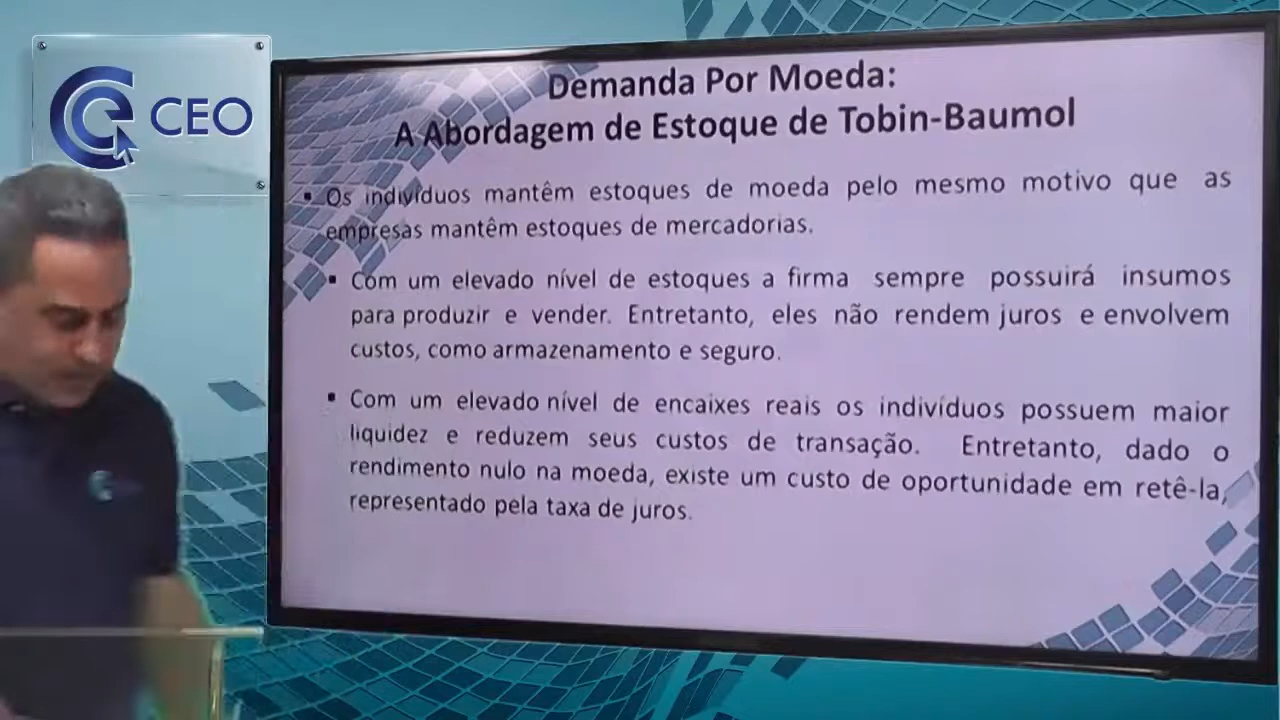 CEO
Demanda Por Moeda:
A Abordagem de Estoque de Tobin-Baumol
▪ Os indivíduos mantêm estoques de moeda pelo mesmo motivo que as
empresas mantêm estoques de mercadorias.
▪ Com um elevado nível de estoques a firma sempre possuirá insumos
para produzir e vender. Entretanto, eles não rendem juros e envolvem
custos, como armazenamento e seguro.
▪ Com um elevado nível de encaixes reais os indivíduos possuem maior
liquidez e reduzem seus custos de transação. Entretanto, dado o
rendimento nulo na moeda, existe um custo de oportunidade em retê-la,
representado pela taxa de juros.